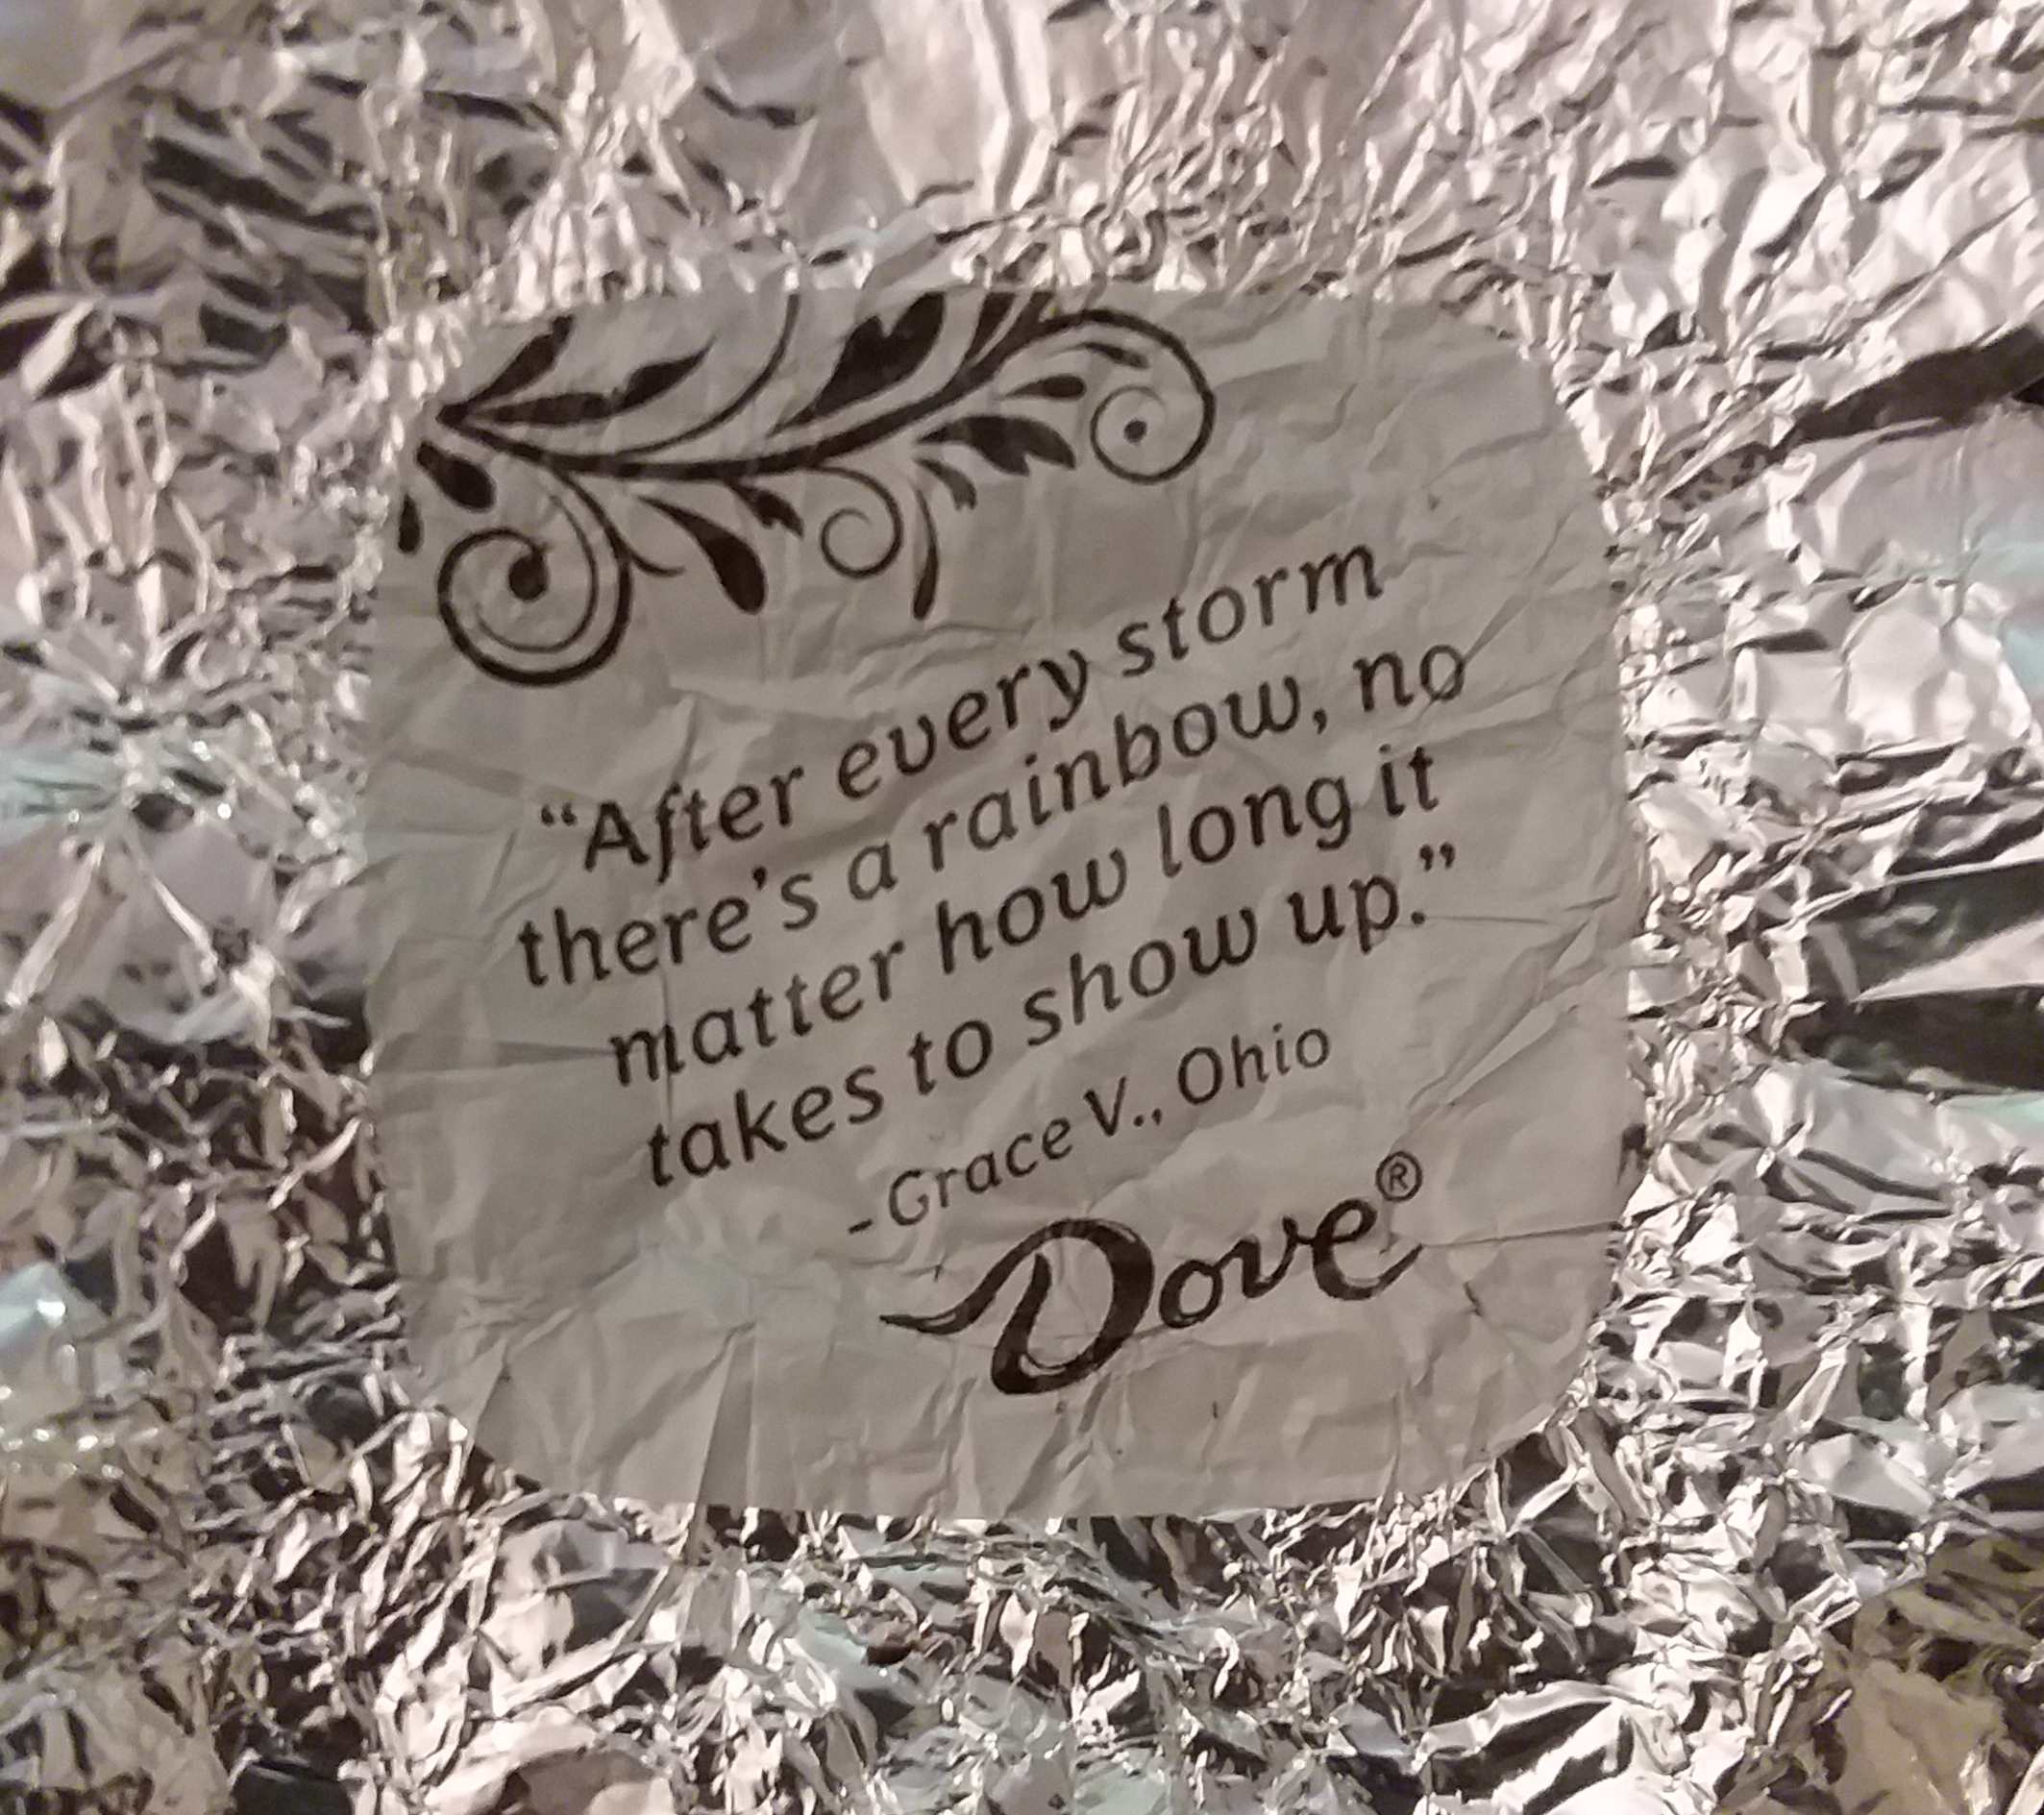 “After every storm
there’s a rainbow, no
matter how long it
takes to show up.”
- Grace V., Ohio
Dove®